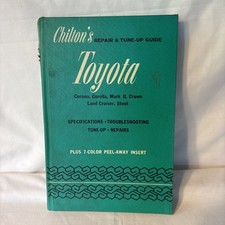 Chilton's REPAIR & TUNE-UP GUIDE
Toyota
Corona, Corolla, Mark II, Crown
Land Cruiser, Stout
SPECIFICATIONS · TROUBLESHOOTING
TUNE-UP · REPAIRS
PLUS 7-COLOR PEEL-AWAY INSERT